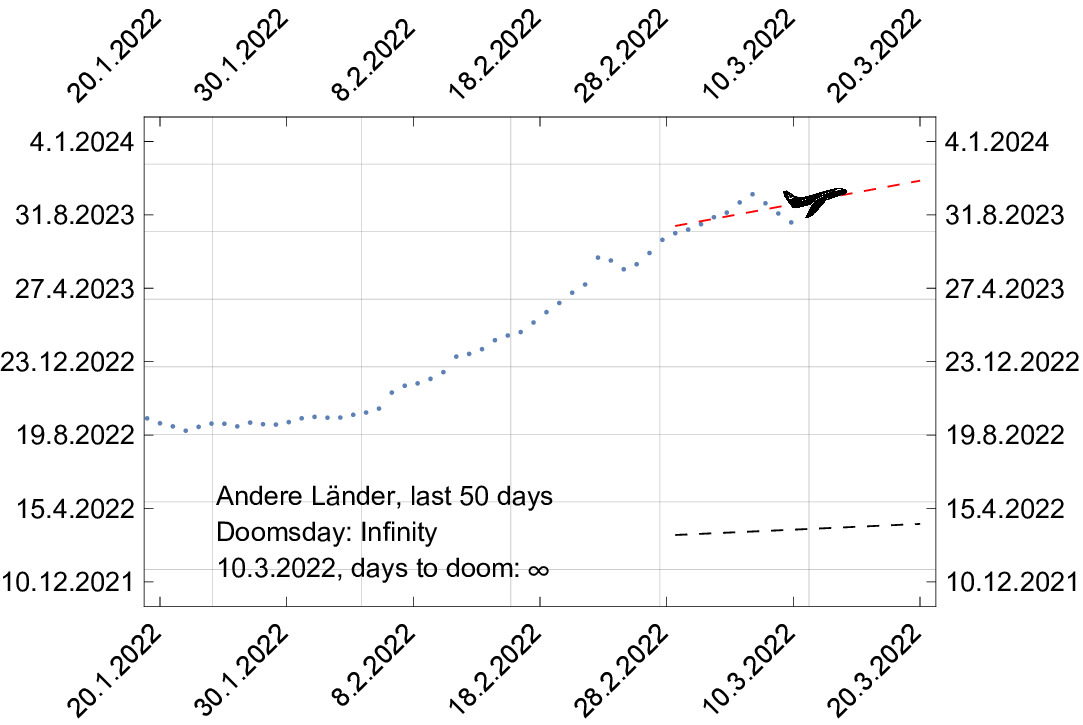 20.1.2022 30.1.2022 8.2.2022 18.2.2022 28.2.2022 10.3.2022 20.3.2022
4.1.2024 4.1.2024
31.8.2023 31.8.2023
27.4.2023 27.4.2023
23.12.2022 23.12.2022
19.8.2022 19.8.2022
Andere Länder, last 50 days
15.4.2022 15.4.2022
Doomsday: Infinity
10.3.2022, days to doom: ∞
10.12.2021 10.12.2021
20.1.2022 30.1.2022 8.2.2022 18.2.2022 28.2.2022 10.3.2022 20.3.2022